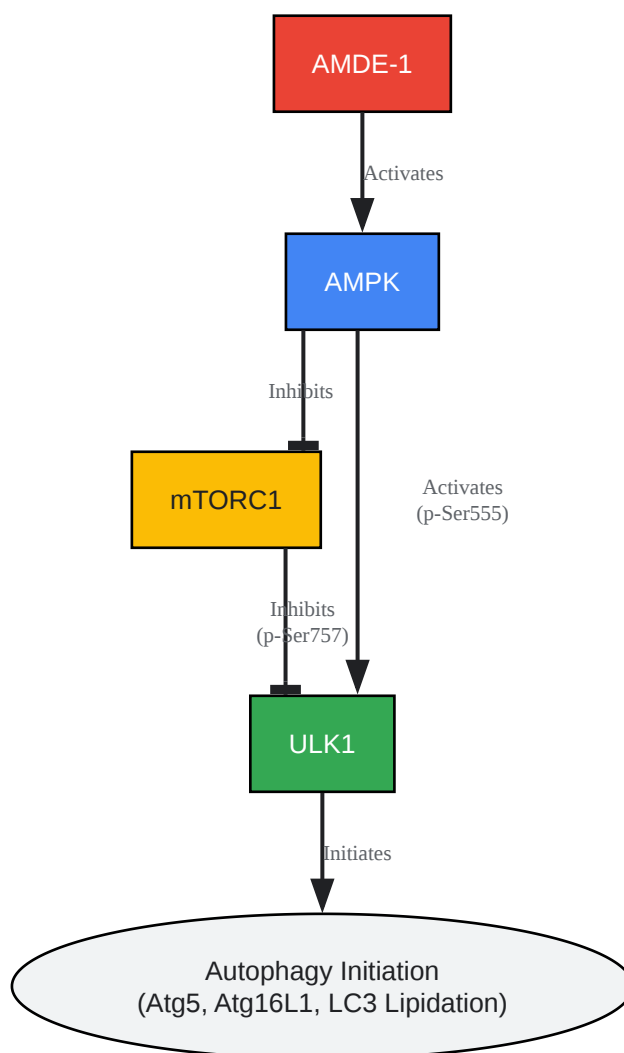 AMDE-1
Activates
AMPK
Inhibits
mTORC1
Activates
(p-Ser555)
Inhibits
(p-Ser757)
ULK1
Initiates
Autophagy Initiation
(Atg5, Atg16L1, LC3 Lipidation)